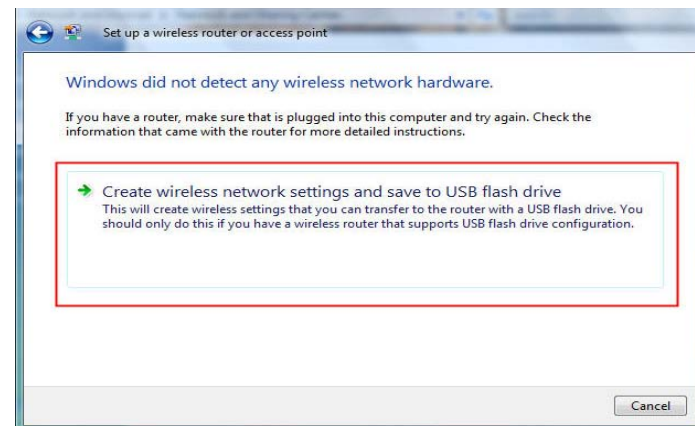 Set up a wireless router or access point
Windows did not detect any wireless network hardware.
If you have a router, make sure that is plugged into this computer and try again. Check the
information that came with the router for more detailed instructions.
Create wireless network settings and save to USB flash drive
This will create wireless settings that you can transfer to the router with a USB flash drive. You
should only do this if you have a wireless router that supports USB flash drive configuration.
Cancel